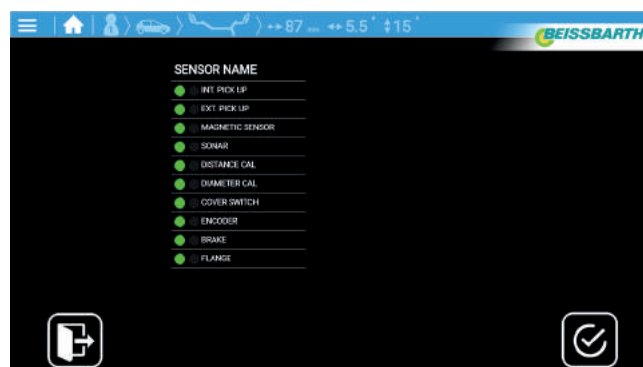 87 mm 5.5" 15"
BEISSBARTH
SENSOR NAME
INT. PICK UP
EXT. PICK UP
MAGNETIC SENSOR
SONAR
DISTANCE CAL
DIAMETER CAL
COVER SWITCH
ENCODER
BRAKE
FLANGE